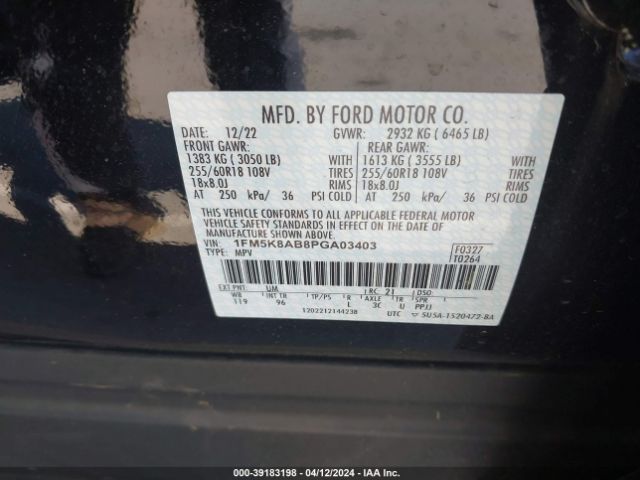 MFD. BY FORD MOTOR CO.
DATE: 12/22 GVWR: 2932 KG ( 6465 LB)
FRONT GAWR: REAR GAWR:
1383 KG ( 3050 LB) WITH 1613 KG ( 3555 LB) WITH
255/60R18 108V TIRES 255/60R18 108V TIRES
18x8.0J RIMS 18x8.0J RIMS
AT 250 kPa/ 36 PSI COLD AT 250 kPa/ 36 PSI COLD
THIS VEHICLE CONFORMS TO ALL APPLICABLE FEDERAL MOTOR
VEHICLE SAFETY STANDARDS IN EFFECT ON THE DATE OF MANUFACTURE
SHOWN ABOVE.
VIN: 1FM5K8AB8PGA03403 F0327
TYPE: MPV T0264
EXT PNT: UM RC: 21 DSO:
WB INT TR TP/PS R AXLE TR SPR
119 96 L 3C U PPJJ
1202212144238 UTC ▽ 5U5A-1520472-BA
© IAA # 39183198 - 04/12/2024 - IAAI.COM